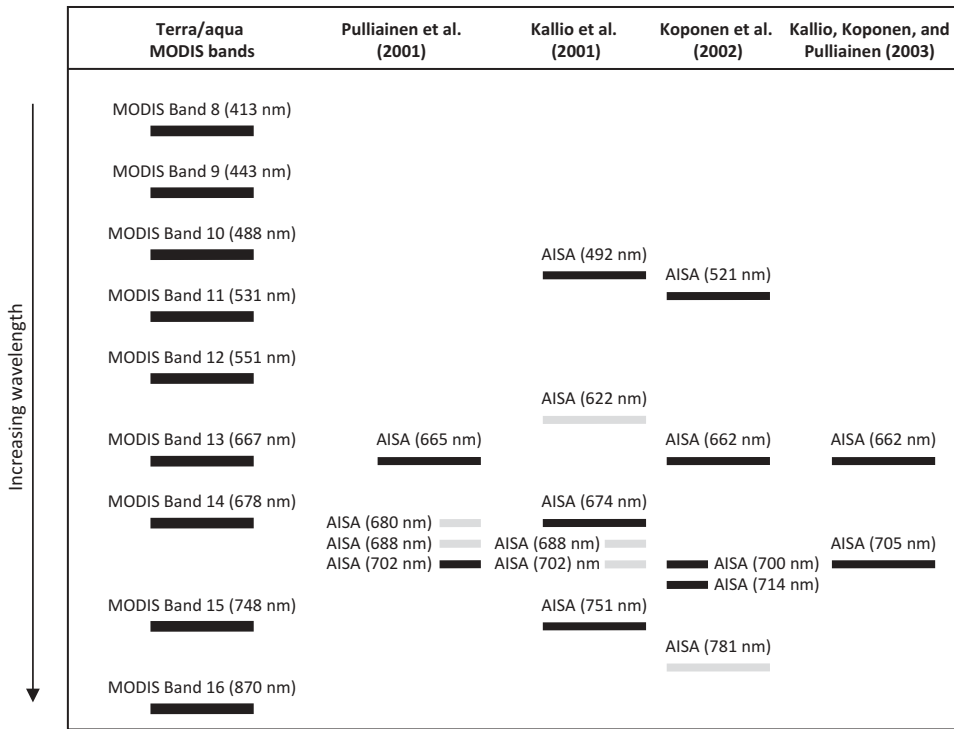 Terra/aqua
MODIS bands
Pulliainen et al.
(2001)
Kallio et al.
(2001)
Koponen et al.
(2002)
Kallio, Koponen, and
Pulliainen (2003)
Increasing wavelength
MODIS Band 8 (413 nm)
MODIS Band 9 (443 nm)
MODIS Band 10 (488 nm)
MODIS Band 11 (531 nm)
MODIS Band 12 (551 nm)
MODIS Band 13 (667 nm)
MODIS Band 14 (678 nm)
MODIS Band 15 (748 nm)
MODIS Band 16 (870 nm)
AISA (665 nm)
AISA (680 nm)
AISA (688 nm)
AISA (702 nm)
AISA (492 nm)
AISA (622 nm)
AISA (674 nm)
AISA (688 nm)
AISA (702) nm
AISA (751 nm)
AISA (521 nm)
AISA (662 nm)
AISA (700 nm)
AISA (714 nm)
AISA (781 nm)
AISA (662 nm)
AISA (705 nm)